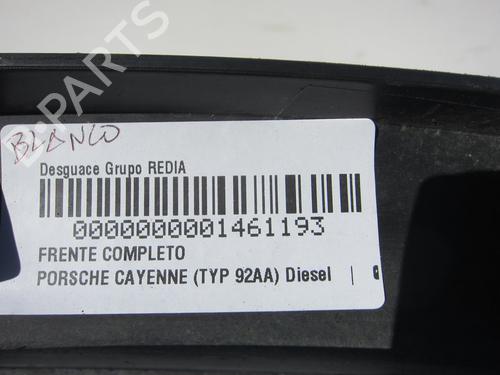 B-PARTS
BLANCO
Desguace Grupo REDIA
0000000001461193
FRENTE COMPLETO
PORSCHE CAYENNE (TYP 92AA) Diesel |